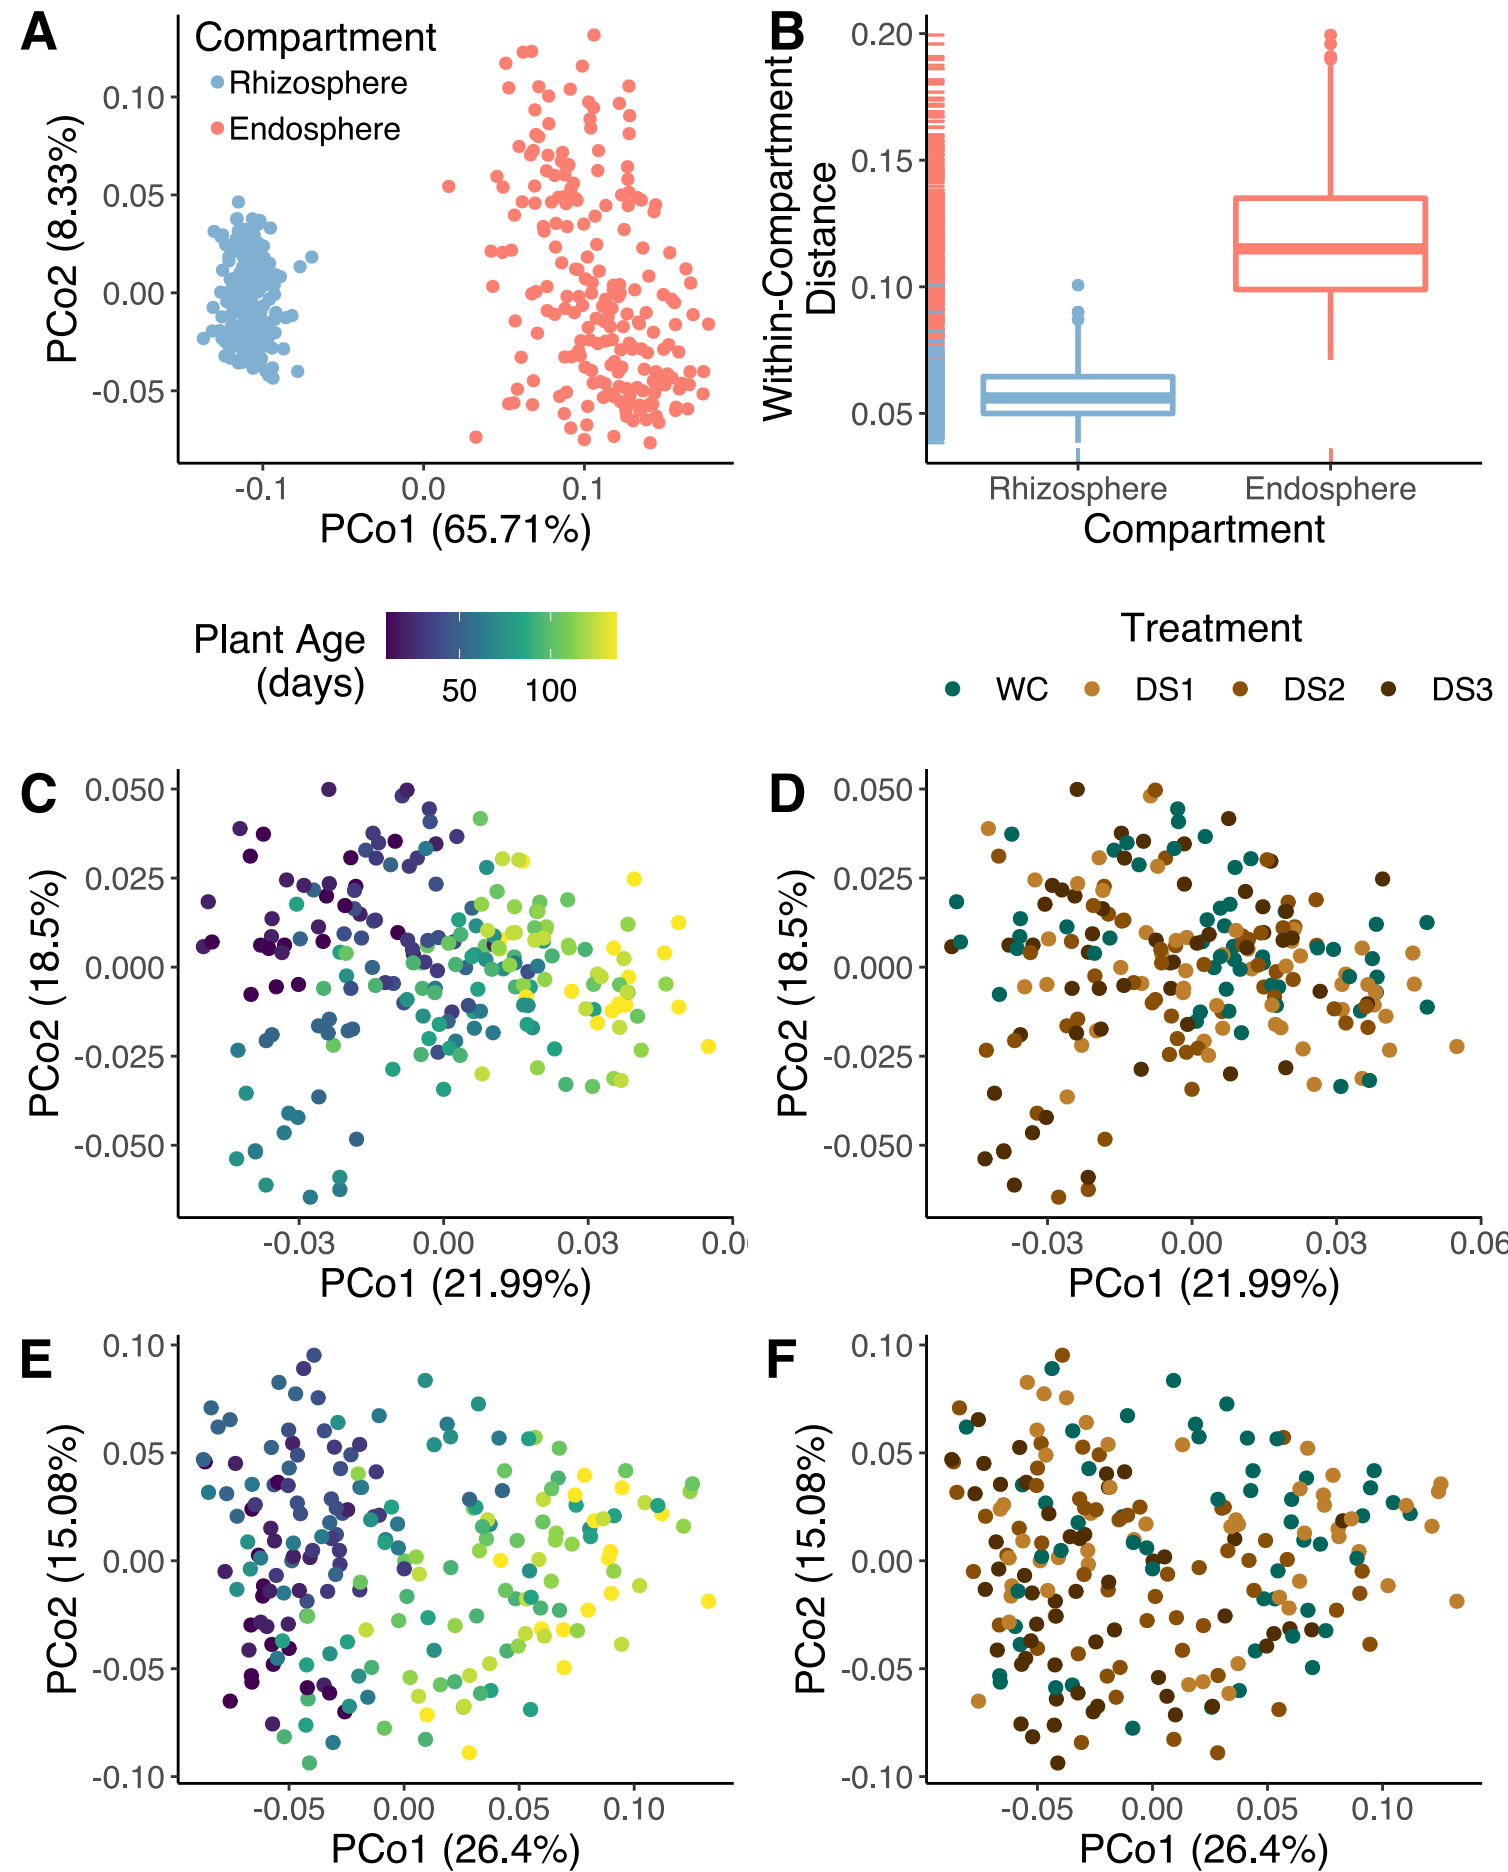 A
Compartment
Rhizosphere
Endosphere
0.10
0.05
0.00
-0.05
PCo2 (8.33%)
-0.1
0.0
0.1
PCo1 (65.71%)
B
0.20
0.15
0.10
0.05
Within-Compartment
Distance
Rhizosphere
Endosphere
Compartment
Plant Age
(days)
50
100
Treatment
WC
DS1
DS2
DS3
C
0.050
0.025
0.000
-0.025
-0.050
PCo2 (18.5%)
-0.03
0.00
0.03
0.0
PCo1 (21.99%)
D
0.050
0.025
0.000
-0.025
-0.050
PCo2 (18.5%)
-0.03
0.00
0.03
0.06
PCo1 (21.99%)
E
0.10
0.05
0.00
-0.05
-0.10
PCo2 (15.08%)
-0.05
0.00
0.05
0.10
PCo1 (26.4%)
F
0.10
0.05
0.00
-0.05
-0.10
PCo2 (15.08%)
-0.05
0.00
0.05
0.10
PCo1 (26.4%)